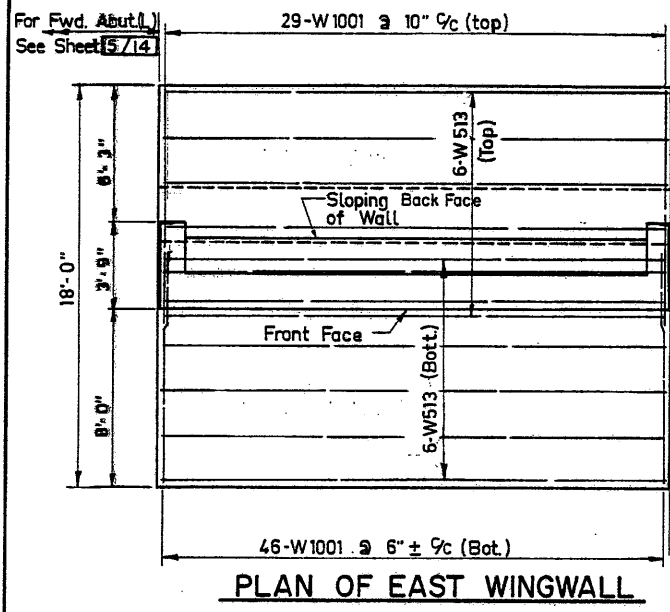 For Fwd. Abut.(L)
See Sheet 5/14
29-W1001 @ 10" C/c (top)
6-W513
(Top)
6'-3"
3'-9"
8'-0"
18'-0"
Sloping Back Face
of Wall
Front Face
6-W513 (Bott.)
46-W1001 @ 6" ± C/c (Bot.)
PLAN OF EAST WINGWALL